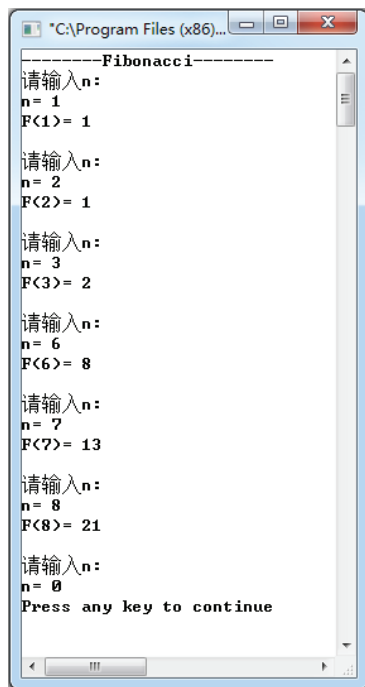 "C:\Program Files (x86)...
--------Fibonacci--------
请输入n:
n= 1
F(1)= 1
请输入n:
n= 2
F(2)= 1
请输入n:
n= 3
F(3)= 2
请输入n:
n= 6
F(6)= 8
请输入n:
n= 7
F(7)= 13
请输入n:
n= 8
F(8)= 21
请输入n:
n= 0
Press any key to continue